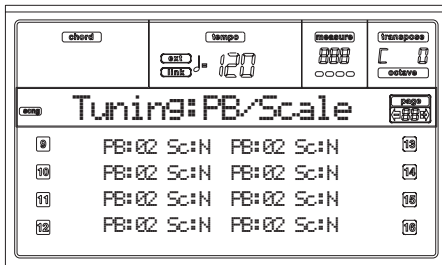 chord tempo measure transpose
ext link ♩= 120 888 C 0
octave
song Tuning:PB/Scale page 88
9 PB:02 Sc:N PB:02 Sc:N 13
10 PB:02 Sc:N PB:02 Sc:N 14
11 PB:02 Sc:N PB:02 Sc:N 15
12 PB:02 Sc:N PB:02 Sc:N 16